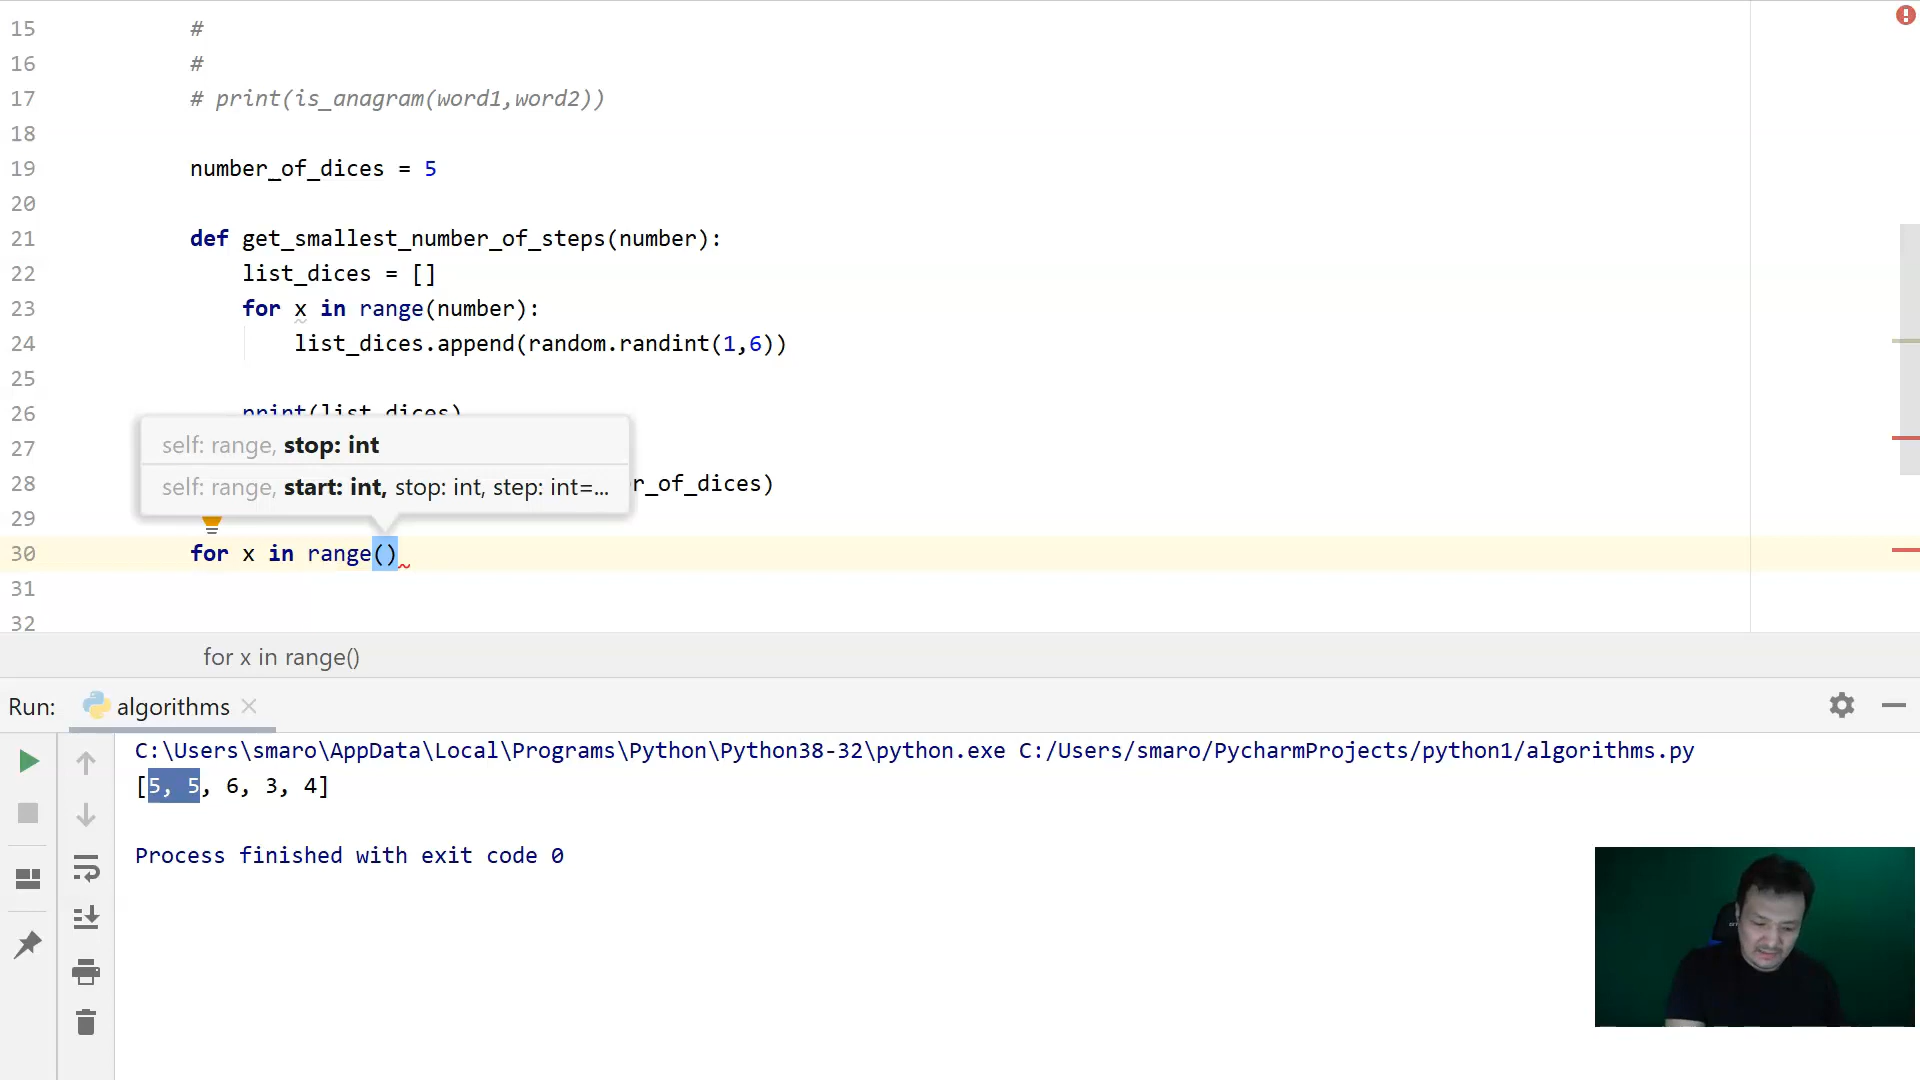 15 #
16 #
17 # print(is_anagram(word1,word2))
18
19 number_of_dices = 5
20
21 def get_smallest_number_of_steps(number):
22 list_dices = []
23 for x in range(number):
24 list_dices.append(random.randint(1,6))
25
26 print(list_dices)
27
self: range, stop: int
28 r_of_dices)
self: range, start: int, stop: int, step: int=...
29
30 for x in range()
31
32
for x in range()
Run: algorithms
C:\Users\smaro\AppData\Local\Programs\Python\Python38-32\python.exe C:/Users/smaro/PycharmProjects/python1/algorithms.py
[5, 5, 6, 3, 4]
Process finished with exit code 0